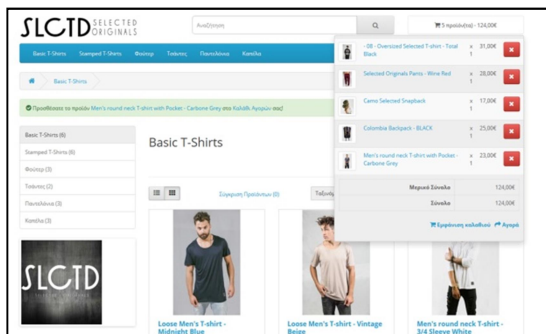 SLCTD SELECTED ORIGINALS
Αναζήτηση
5 προϊόν(τα) - 124,00€
Basic T-Shirts Stamped T-Shirts Φούτερ Τσάντες Παντελόνια Καπέλα
Basic T-Shirts
Προσθέσατε το προϊόν Men's round neck T-shirt with Pocket - Carbone Grey στο Καλάθι Αγορών σας!
- 08 - Oversized Selected T-shirt - Total Black x 1 31,00€
Selected Originals Pants - Wine Red x 1 28,00€
Camo Selected Snapback x 1 17,00€
Colombia Backpack - BLACK x 1 25,00€
Men's round neck T-shirt with Pocket - Carbone Grey x 1 23,00€
Μερικό Σύνολο 124,00€
Σύνολο 124,00€
Εμφάνιση καλαθιού Αγορά
Basic T-Shirts (6)
Stamped T-Shirts (6)
Φούτερ (3)
Τσάντες (2)
Παντελόνια (3)
Καπέλα (3)
SLCTD
Basic T-Shirts
Σύγκριση Προϊόντων (0)
Loose Men's T-shirt - Midnight Blue
Loose Men's T-shirt - Vintage Beige
Men's round neck T-shirt - 3/4 Sleeve White